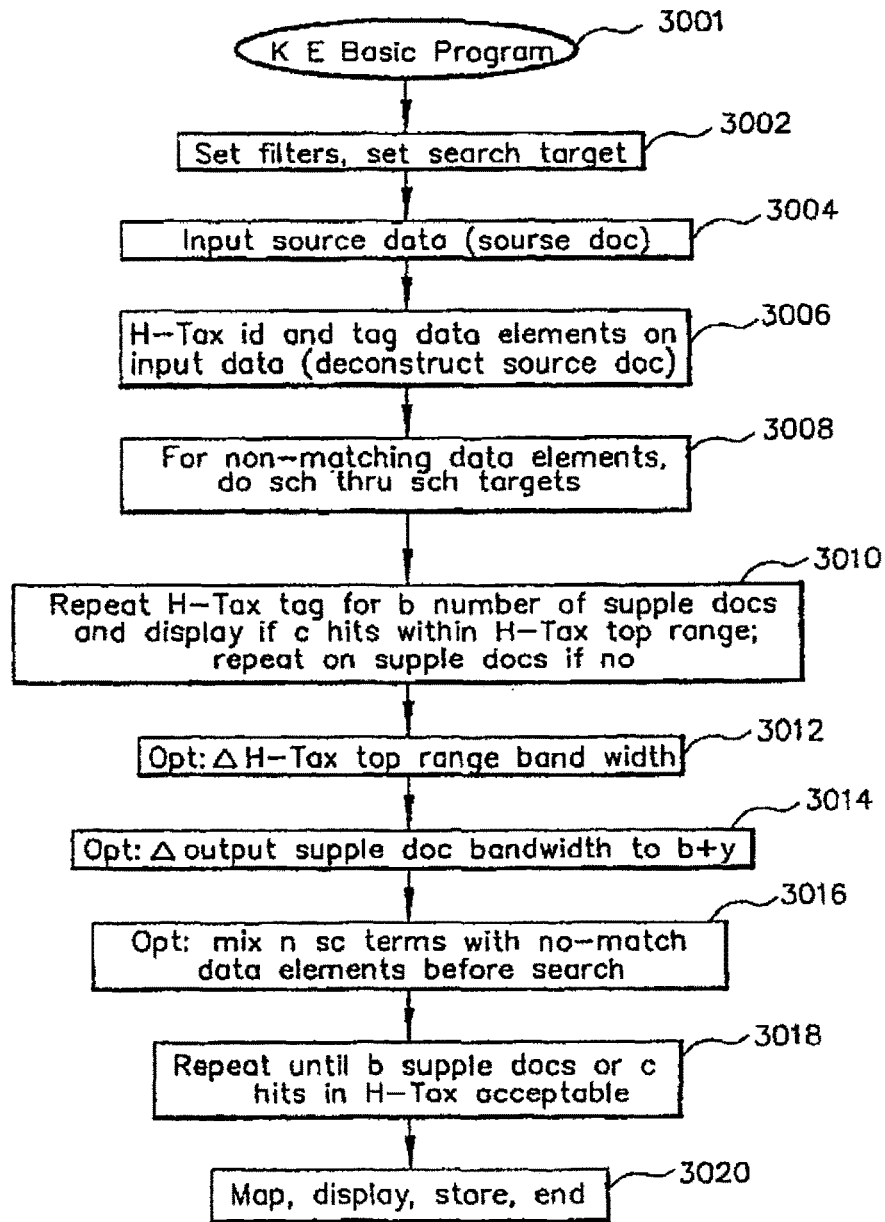 3001
K E Basic Program
3002
Set filters, set search target
3004
Input source data (sourse doc)
3006
H-Tax id and tag data elements on
input data (deconstruct source doc)
3008
For non-matching data elements,
do sch thru sch targets
3010
Repeat H-Tax tag for b number of supple docs
and display if c hits within H-Tax top range;
repeat on supple docs if no
3012
Opt: Δ H-Tax top range band width
3014
Opt: Δ output supple doc bandwidth to b+y
3016
Opt: mix n sc terms with no-match
data elements before search
3018
Repeat until b supple docs or c
hits in H-Tax acceptable
3020
Map, display, store, end